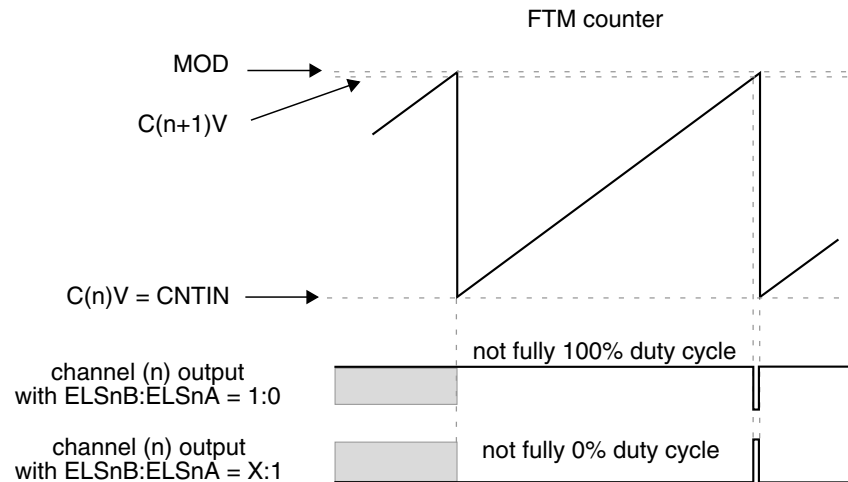 FTM counter
MOD
C(n+1)V
C(n)V = CNTIN
not fully 100% duty cycle
channel (n) output
with ELSnB:ELSnA = 1:0
channel (n) output
with ELSnB:ELSnA = X:1
not fully 0% duty cycle